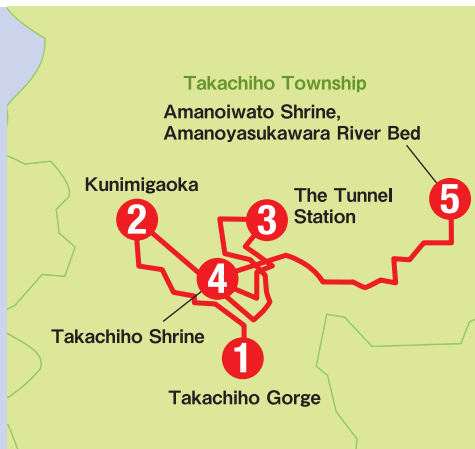 Takachiho Township
Amanoiwato Shrine,
Amanoyasukawara River Bed
Kunimigaoka
The Tunnel
Station
5
2
3
4
Takachiho Shrine
1
Takachiho Gorge